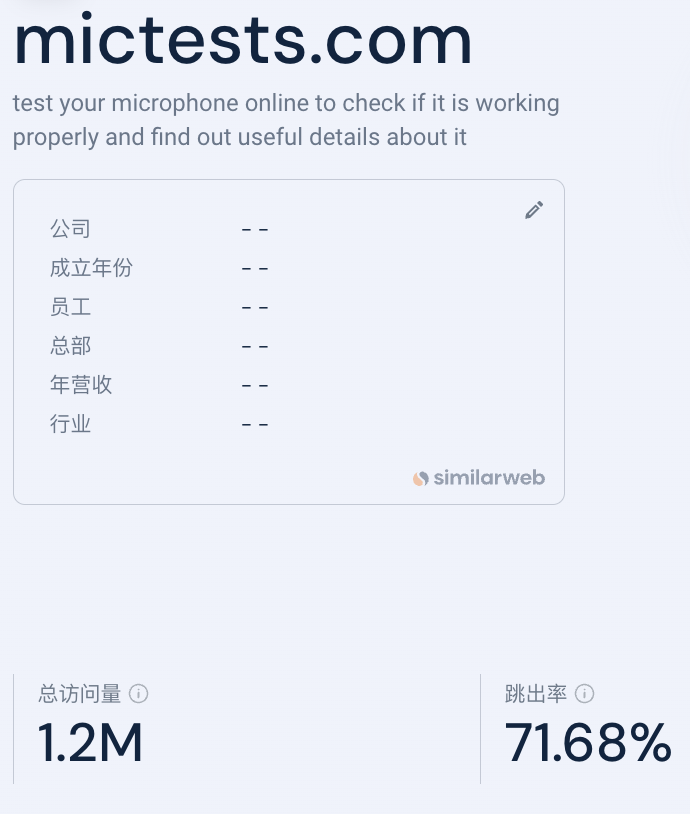 mictests.com
test your microphone online to check if it is working
properly and find out useful details about it
公司 - -
成立年份 - -
员工 - -
总部 - -
年营收 - -
行业 - -
similarweb
总访问量
1.2M
跳出率
71.68%